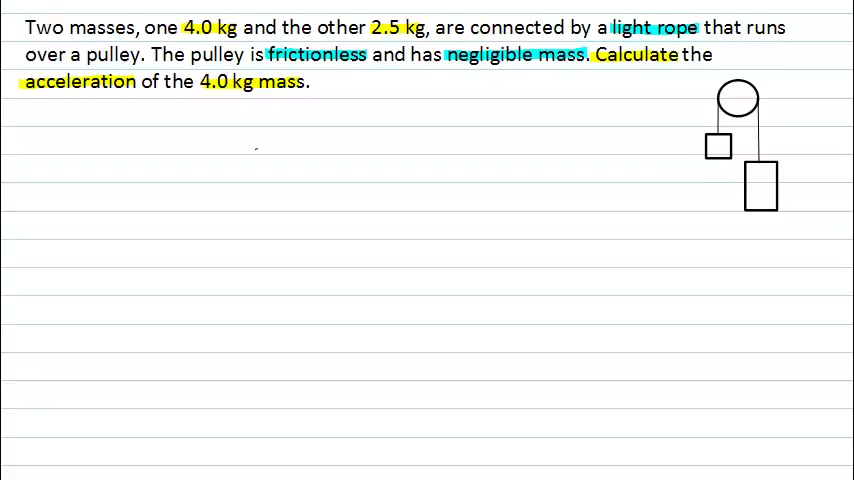 Two masses, one 4.0 kg and the other 2.5 kg, are connected by a light rope that runs
over a pulley. The pulley is frictionless and has negligible mass. Calculate the
acceleration of the 4.0 kg mass.